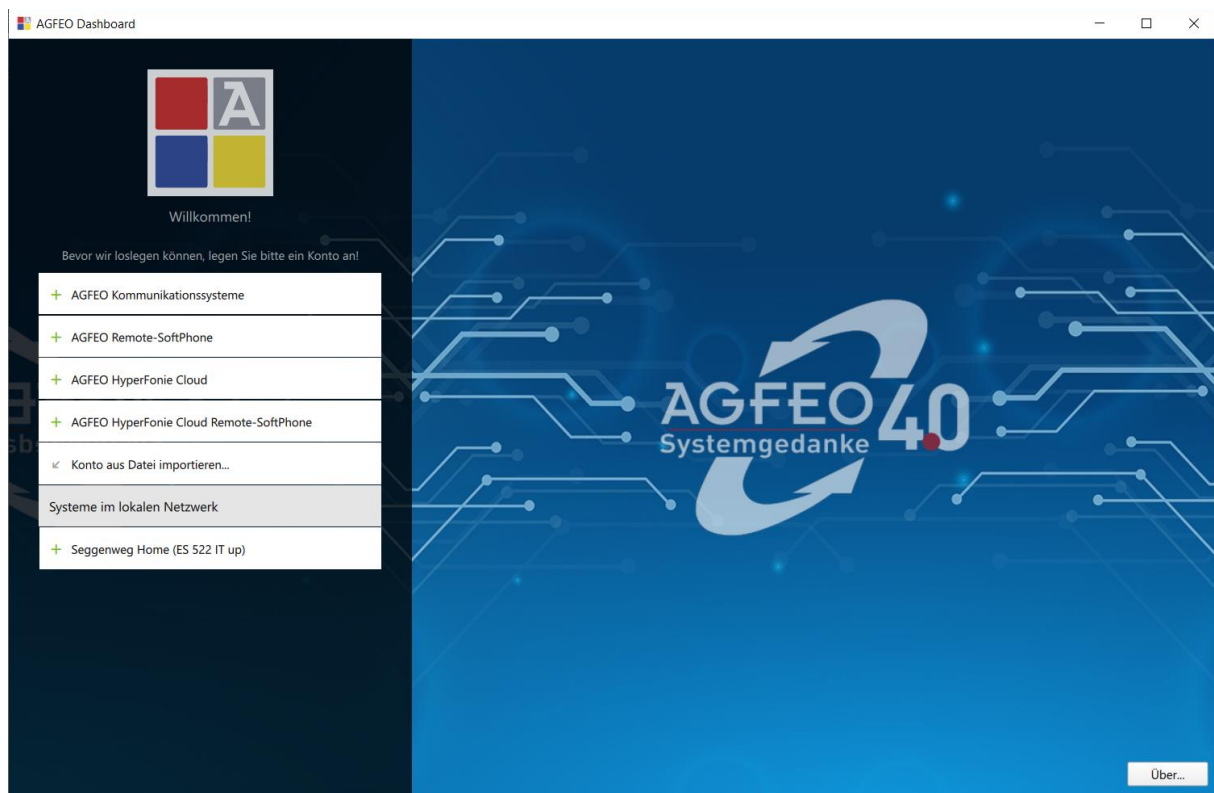 AGFEO Dashboard
A
Willkommen!
Bevor wir loslegen können, legen Sie bitte ein Konto an!
+ AGFEO Kommunikationssysteme
+ AGFEO Remote-SoftPhone
+ AGFEO HyperFonie Cloud
+ AGFEO HyperFonie Cloud Remote-SoftPhone
Konto aus Datei importieren...
Systeme im lokalen Netzwerk
+ Seggenweg Home (ES 522 IT up)
AGFEO 4.0
Systemgedanke
Über...